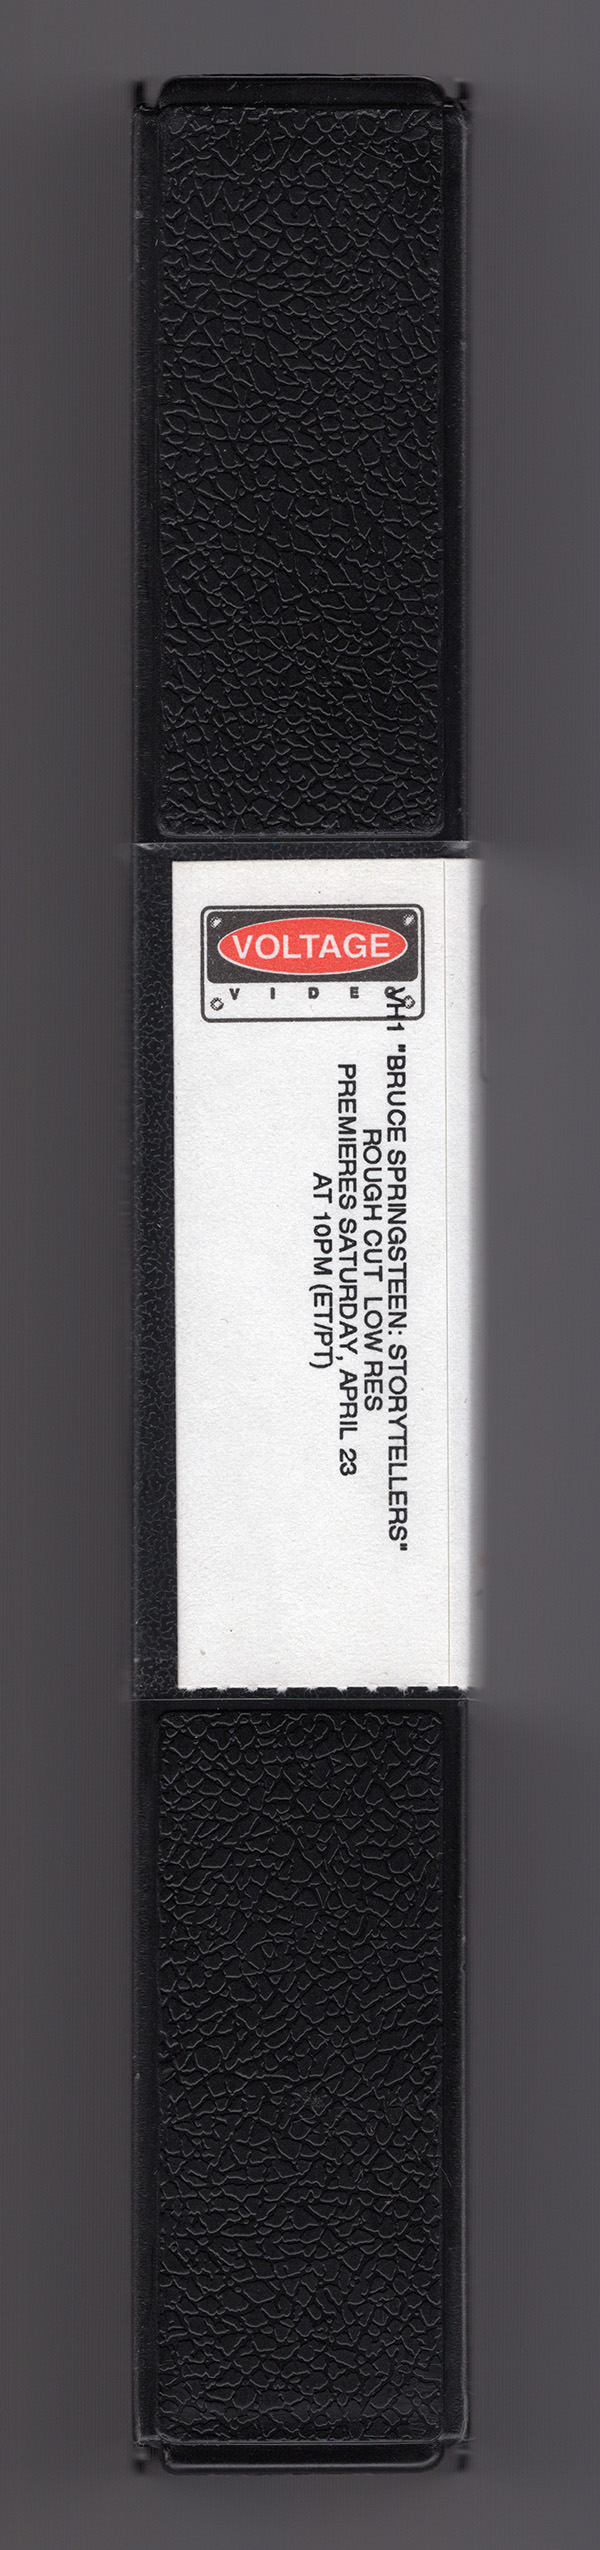 VOLTAGE
VIDEO
VH1 "BRUCE SPRINGSTEEN: STORYTELLERS"
ROUGH CUT LOW RES
PREMIERES SATURDAY, APRIL 23
AT 10PM (ET/PT)